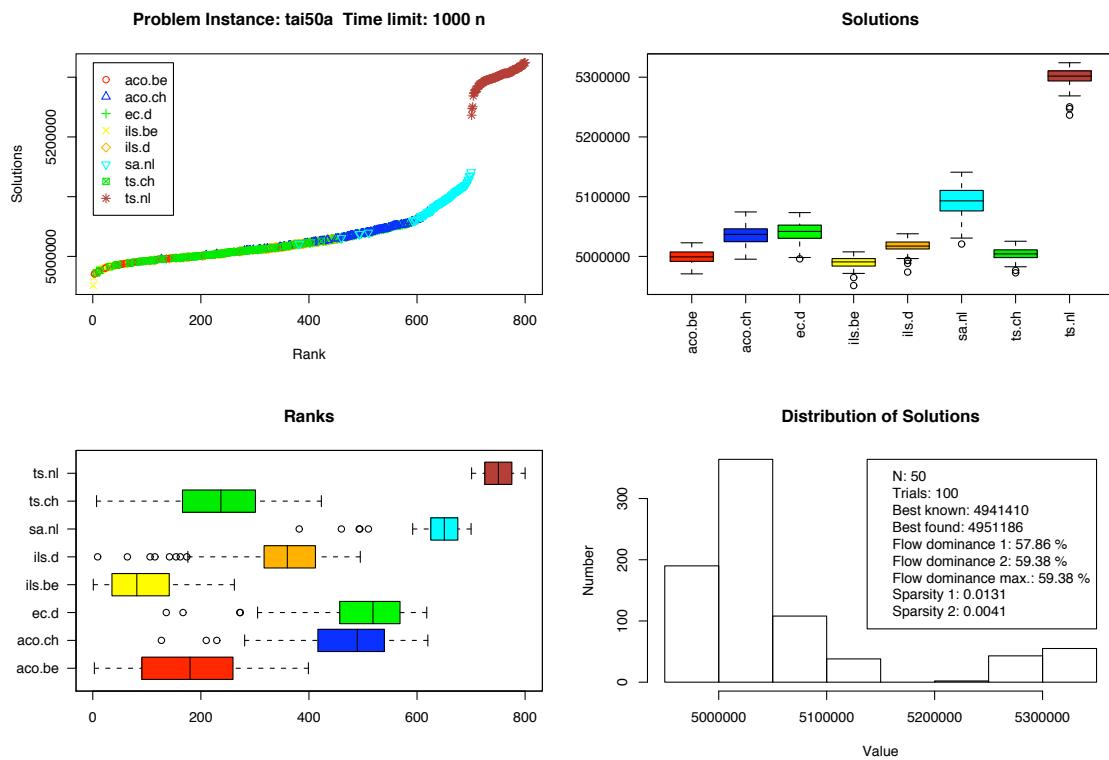 Problem Instance: tai50a  Time limit: 1000 n
Solutions
5000000
5200000
aco.be
aco.ch
ec.d
ils.be
ils.d
sa.nl
ts.ch
ts.nl
0
200
400
600
800
Rank
Solutions
5300000
5200000
5100000
5000000
aco.be
aco.ch
ec.d
ils.be
ils.d
sa.nl
ts.ch
ts.nl
Ranks
ts.nl
ts.ch
sa.nl
ils.d
ils.be
ec.d
aco.ch
aco.be
0
200
400
600
800
Distribution of Solutions
Number
0
100
200
300
N: 50
Trials: 100
Best known: 4941410
Best found: 4951186
Flow dominance 1: 57.86 %
Flow dominance 2: 59.38 %
Flow dominance max.: 59.38 %
Sparsity 1: 0.0131
Sparsity 2: 0.0041
5000000
5100000
5200000
5300000
Value